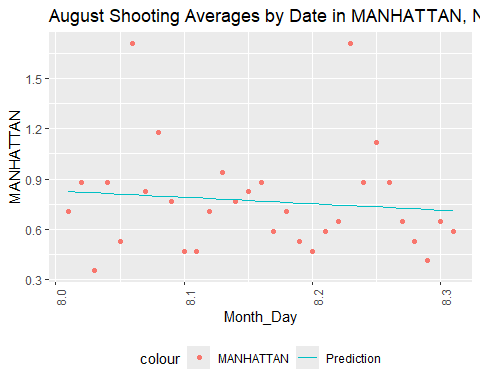 August Shooting Averages by Date in MANHATTAN, N
MANHATTAN
1.5
1.2
0.9
0.6
0.3
8.0
8.1
8.2
8.3
Month_Day
colour MANHATTAN Prediction